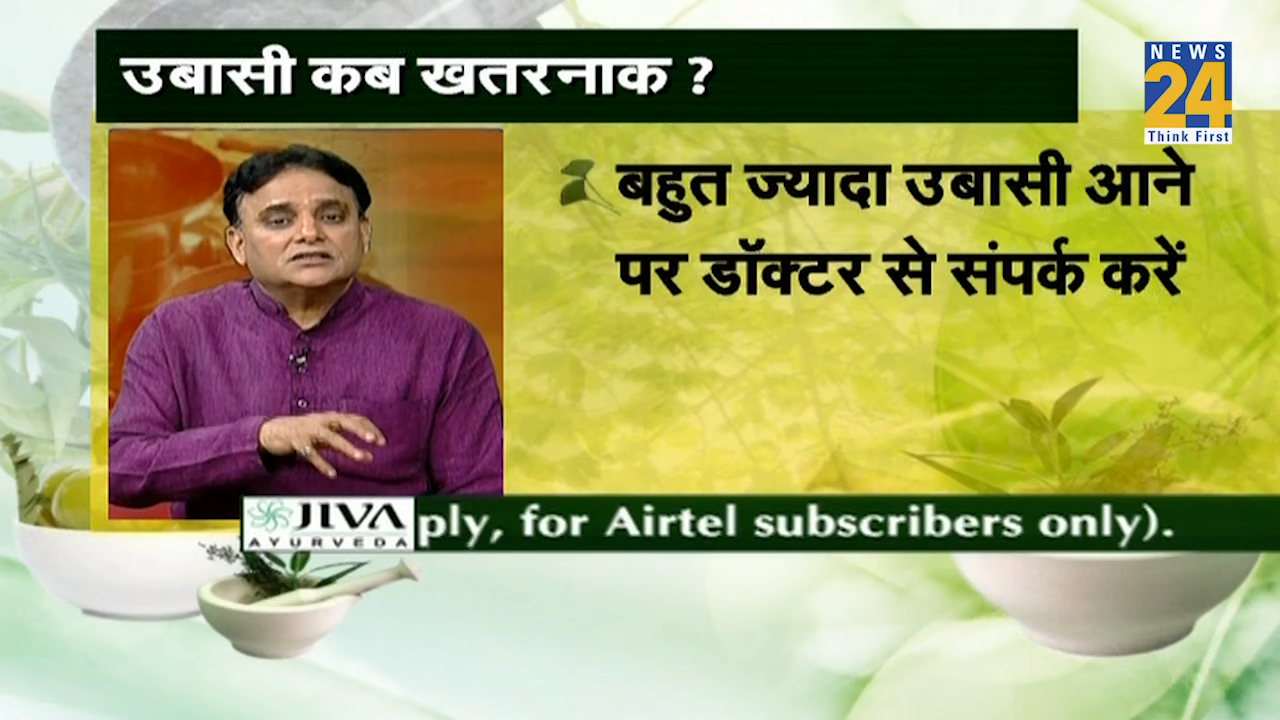 उबासी कब खतरनाक ?
NEWS
24
Think First
बहुत ज्यादा उबासी आने
पर डॉक्टर से संपर्क करें
JIVA
AYURVEDA
ply, for Airtel subscribers only).